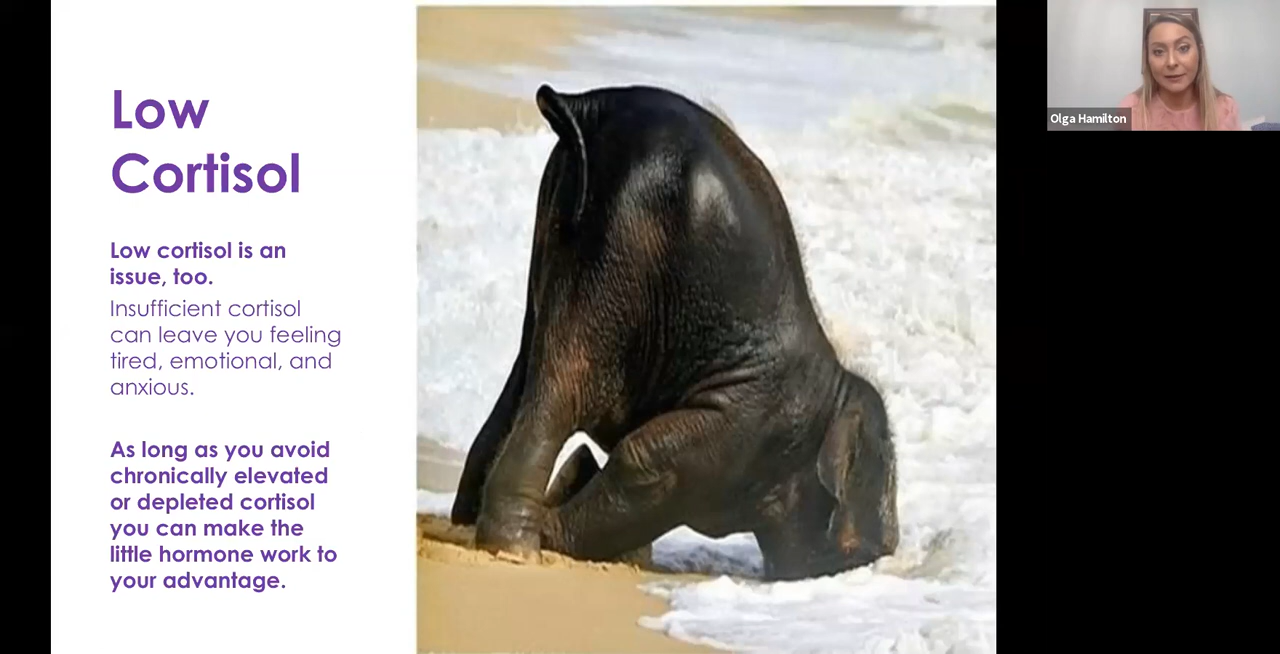 Low
Cortisol
Low cortisol is an
issue, too.
Insufficient cortisol
can leave you feeling
tired, emotional, and
anxious.
As long as you avoid
chronically elevated
or depleted cortisol
you can make the
little hormone work to
your advantage.
Olga Hamilton